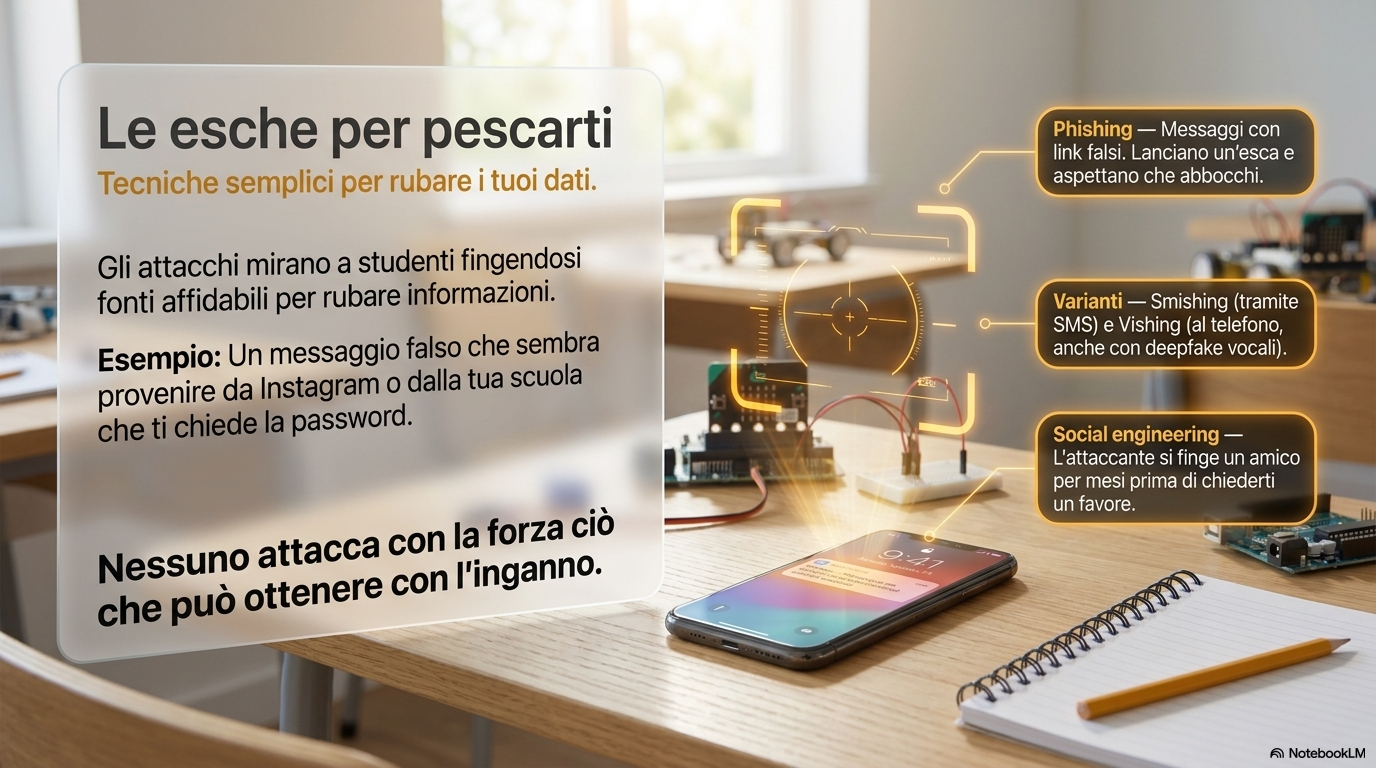 Le esche per pescarti
Tecniche semplici per rubare i tuoi dati.
Gli attacchi mirano a studenti fingendosi
fonti affidabili per rubare informazioni.
Esempio: Un messaggio falso che sembra
provenire da Instagram o dalla tua scuola
che ti chiede la password.
Nessuno attacca con la forza ciò
che può ottenere con l'inganno.
Phishing — Messaggi con
link falsi. Lanciano un'esca e
aspettano che abbocchi.
Varianti — Smishing (tramite
SMS) e Vishing (al telefono,
anche con deepfake vocali).
Social engineering —
L'attaccante si finge un amico
per mesi prima di chiederti
un favore.
9:41
NotebookLM